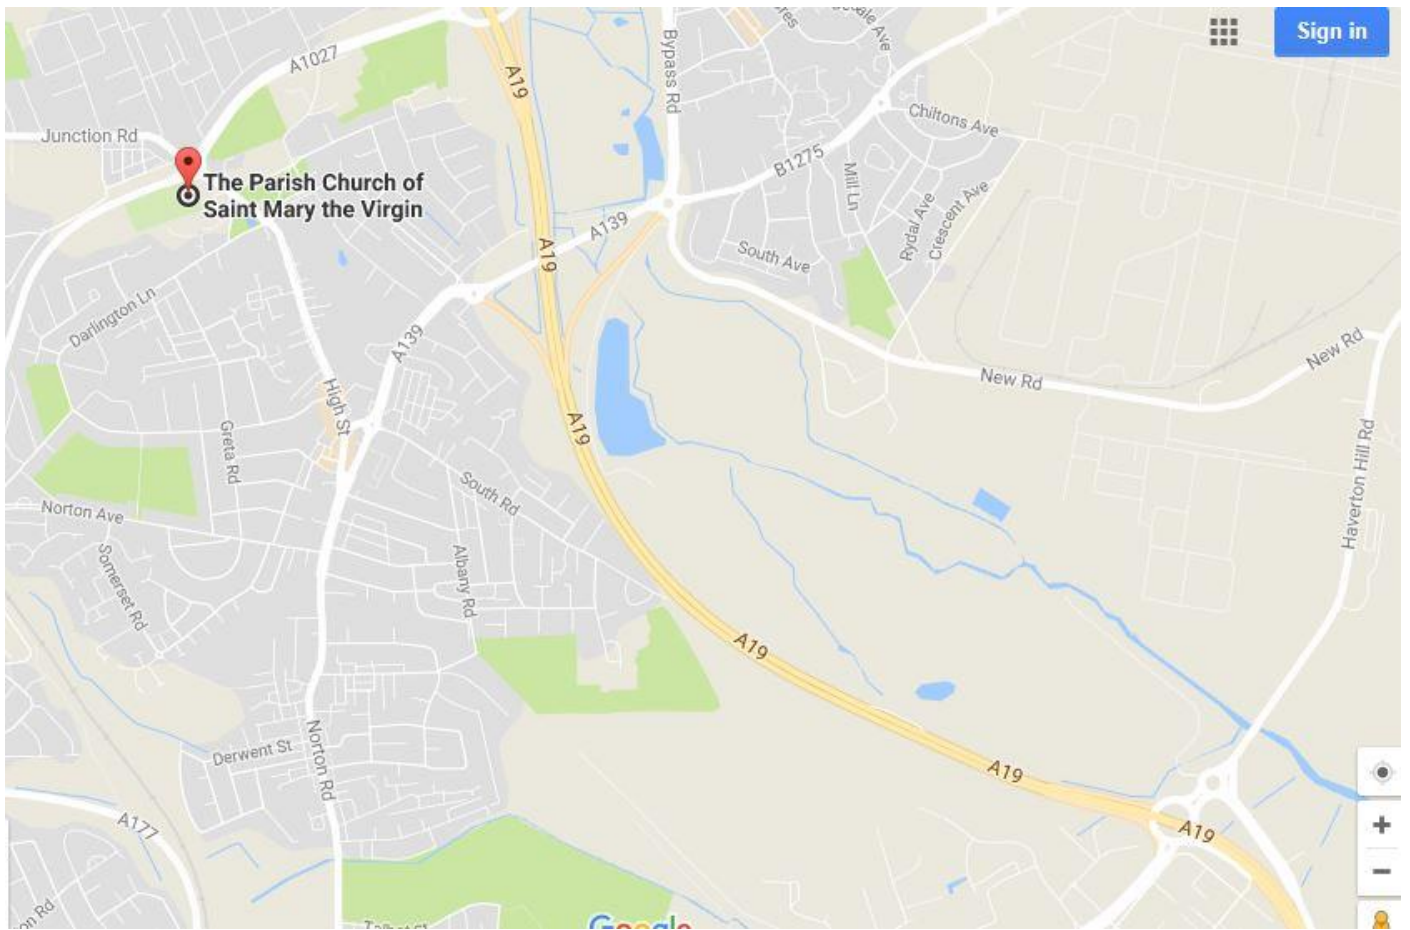 Sign in
A1027
A19
Bypass Rd
Chiltons Ave
Junction Rd
B1275
The Parish Church of
Saint Mary the Virgin
Mill Ln
Rydal Ave
Crescent Ave
A139
A19
South Ave
Darlington Ln
A139
New Rd
New Rd
High St
A19
Greta Rd
Haverton Hill Rd
South Rd
Norton Ave
Albany Rd
Somerset Rd
A19
Norton Rd
Derwent St
A19
A177
A19
Google